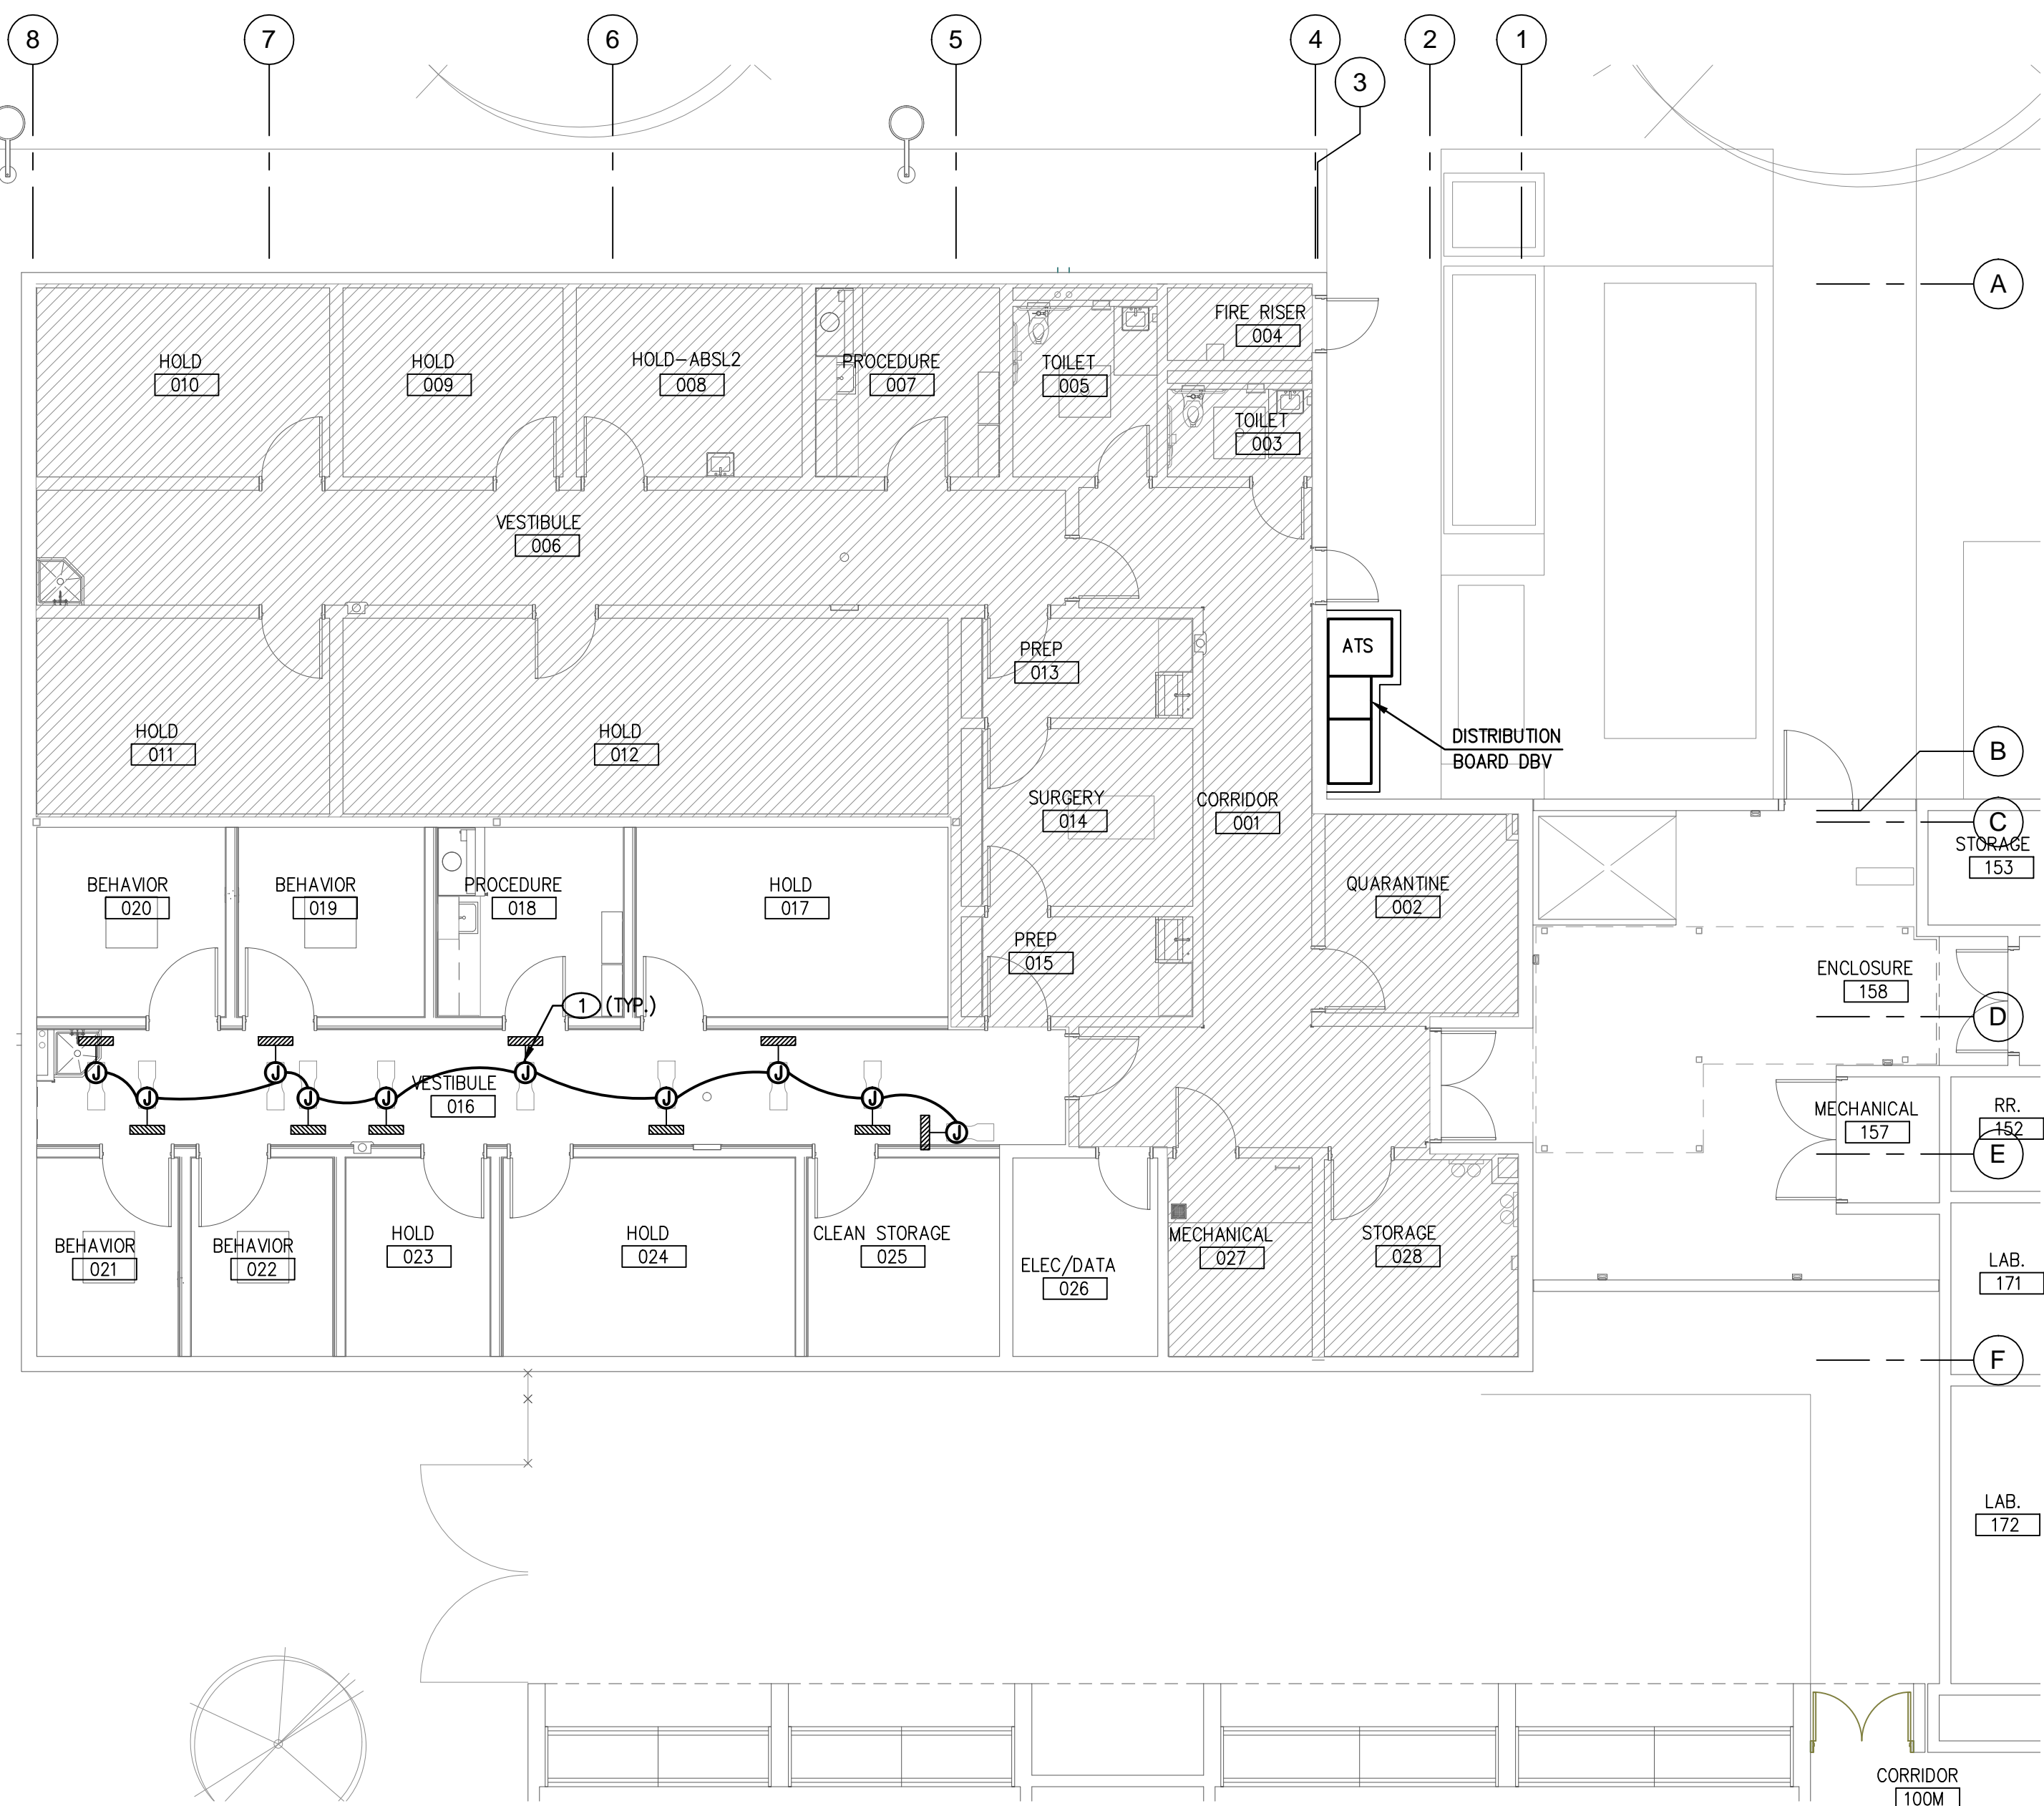 8
7
6
5
4
2
1
3
A
FIRE RISER
004
HOLD
010
HOLD
009
HOLD-ABSL2
008
PROCEDURE
007
TOILET
005
TOILET
003
VESTIBULE
006
ATS
PREP
013
HOLD
011
HOLD
012
DISTRIBUTION
BOARD DBV
B
SURGERY
014
CORRIDOR
001
C
STORAGE
153
BEHAVIOR
020
BEHAVIOR
019
PROCEDURE
018
HOLD
017
QUARANTINE
002
PREP
015
ENCLOSURE
158
1 (TYP.)
D
J
J
J
J
J
J
J
J
J
J
VESTIBULE
016
MECHANICAL
157
RR.
152
E
BEHAVIOR
021
BEHAVIOR
022
HOLD
023
HOLD
024
CLEAN STORAGE
025
ELEC/DATA
026
MECHANICAL
027
STORAGE
028
LAB.
171
F
LAB.
172
CORRIDOR
100M